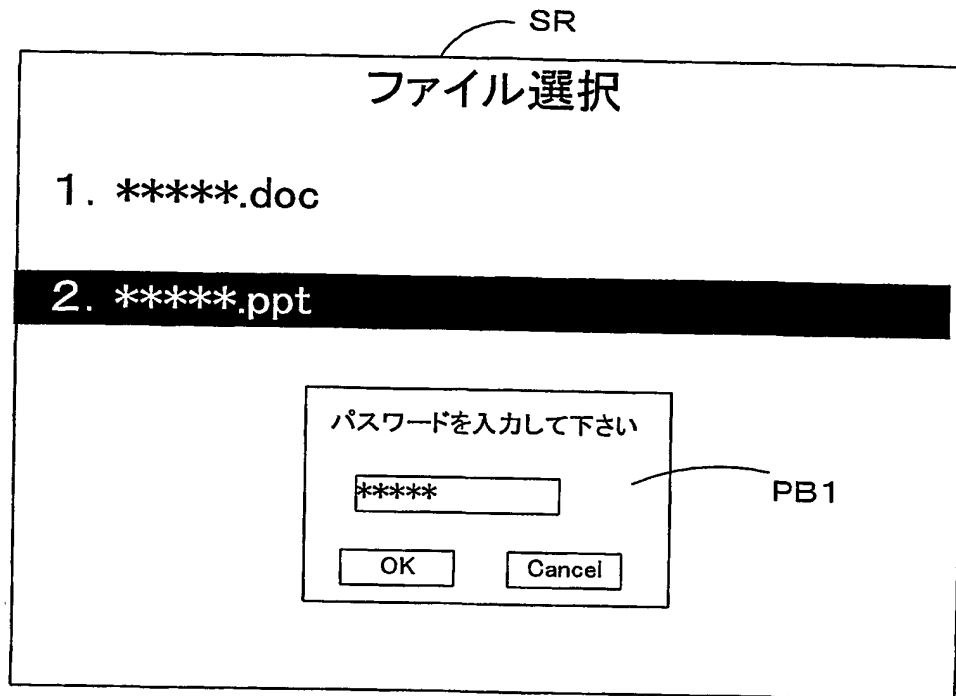 SR
ファイル選択
1. *****.doc
2. *****.ppt
パスワードを入力して下さい
*****
PB1
OK
Cancel